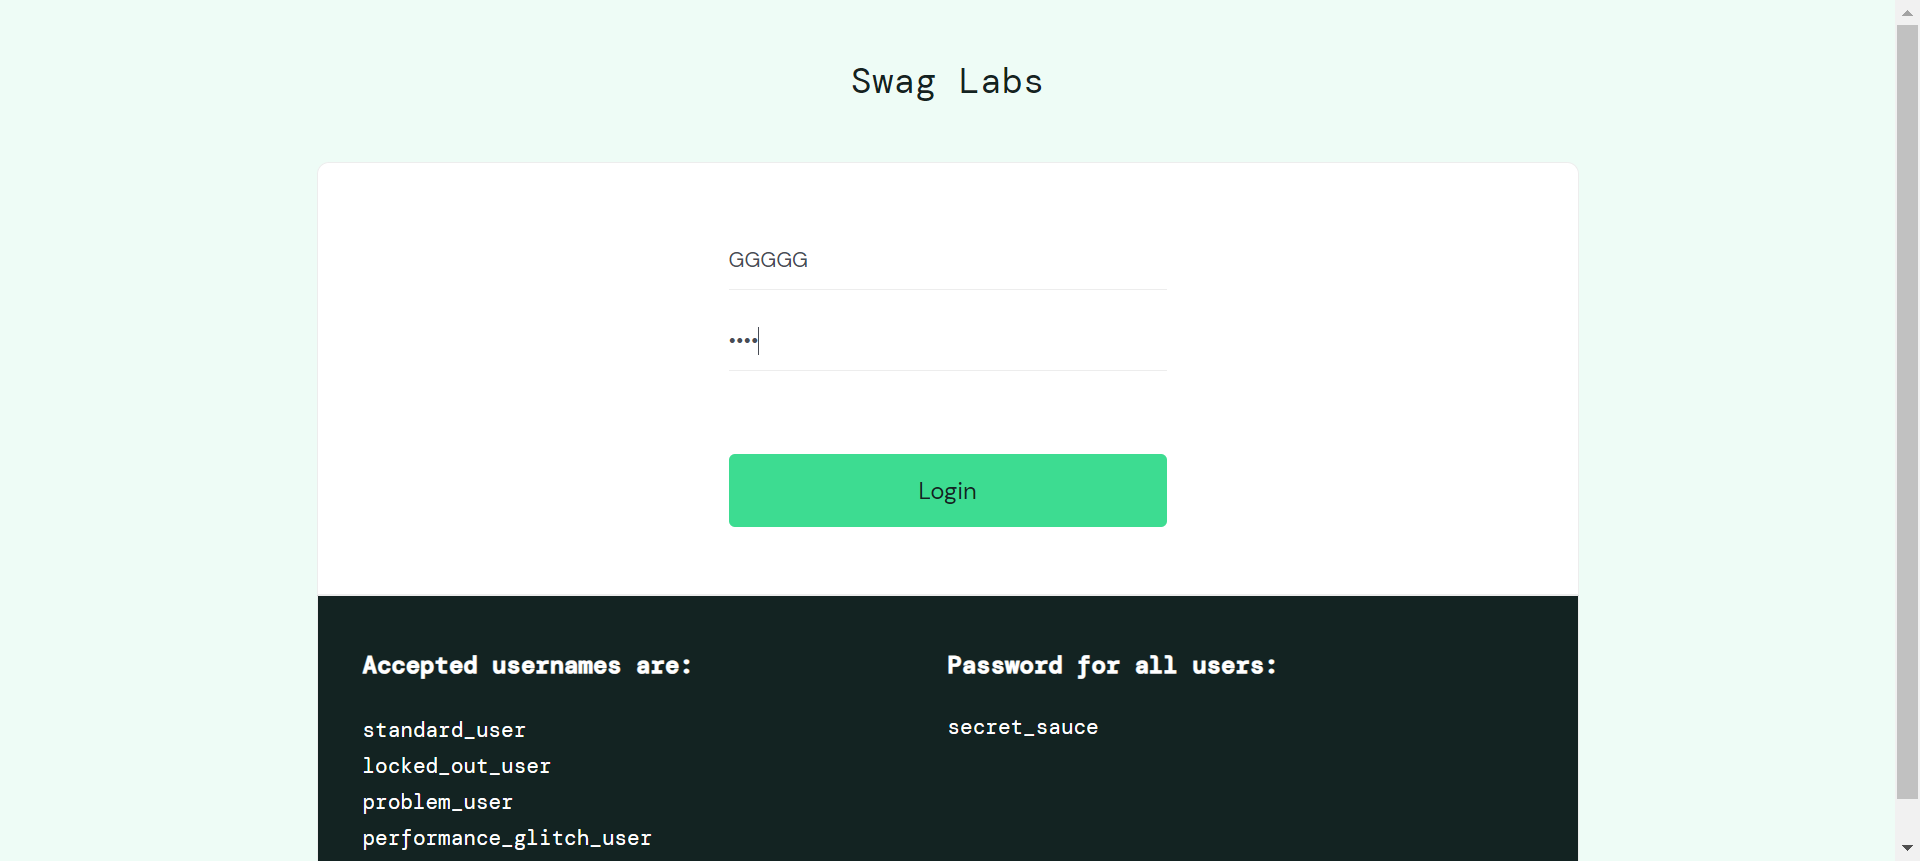 Swag Labs
GGGGG
••••
Login
Accepted usernames are:
standard_user
locked_out_user
problem_user
performance_glitch_user
Password for all users:
secret_sauce